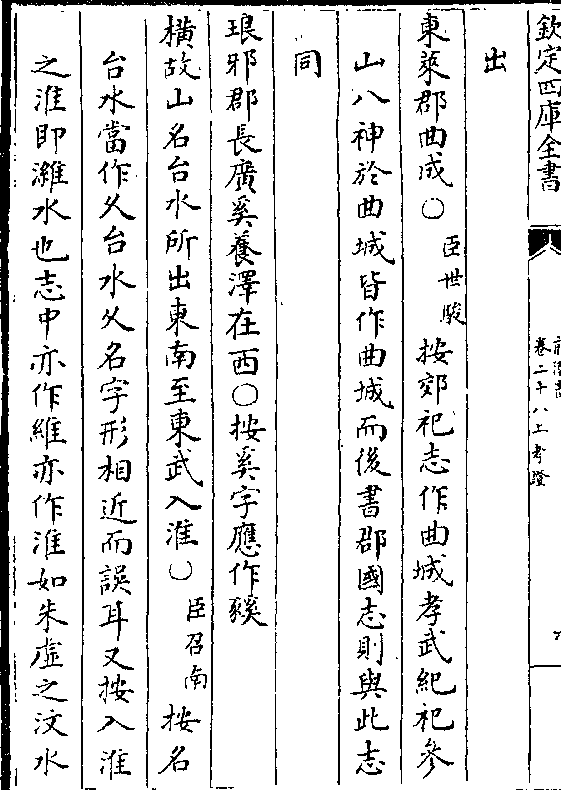 欽定四庫全書
前漢書
卷二十八上考證
出
東萊郡曲成○臣世駿按郊祀志作曲城孝武紀祀參
山八神於曲城皆作曲城而後書郡國志則與此志
同
琅邪郡長廣奚養澤在西○按奚字應作豯
橫故山名台水所出東南至東武入淮○臣召南按名
台水當作久台水久名字形相近而誤耳又按入淮
之淮即濰水也志中亦作維亦作淮如朱虛之汶水